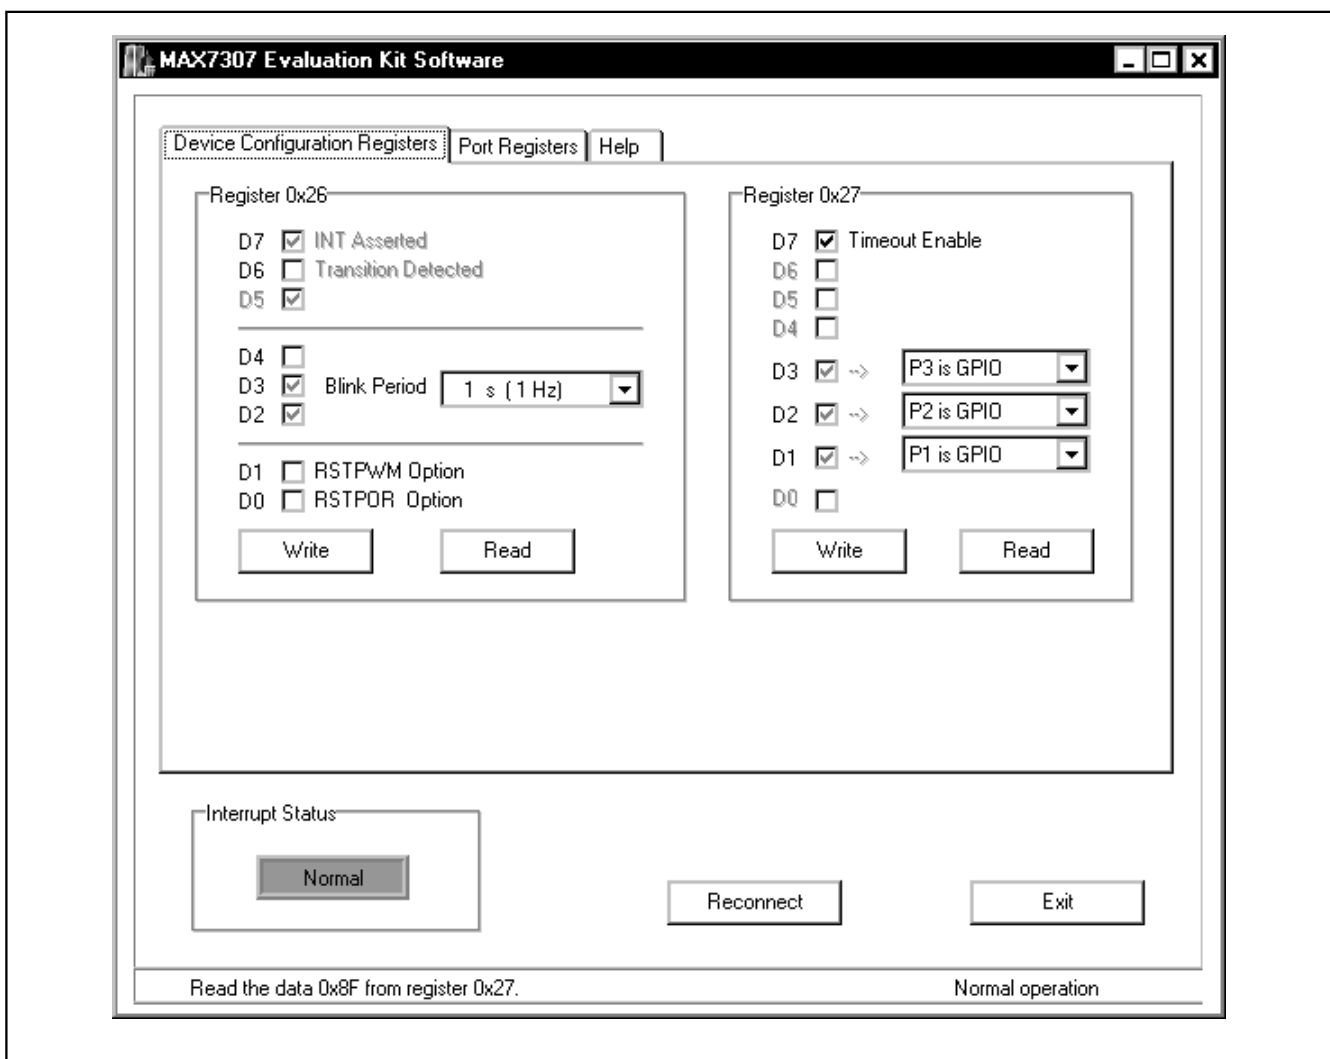 MAX7307 Evaluation Kit Software
Device Configuration Registers Port Registers Help
Register 0x26
D7 INT Asserted
D6 Transition Detected
D5
D4
D3 Blink Period 1 s (1 Hz)
D2
D1 RSTPWM Option
D0 RSTPOR Option
Write Read
Register 0x27
D7 Timeout Enable
D6
D5
D4
D3 --> P3 is GPIO
D2 --> P2 is GPIO
D1 --> P1 is GPIO
D0
Write Read
Interrupt Status
Normal
Reconnect Exit
Read the data 0x8F from register 0x27. Normal operation